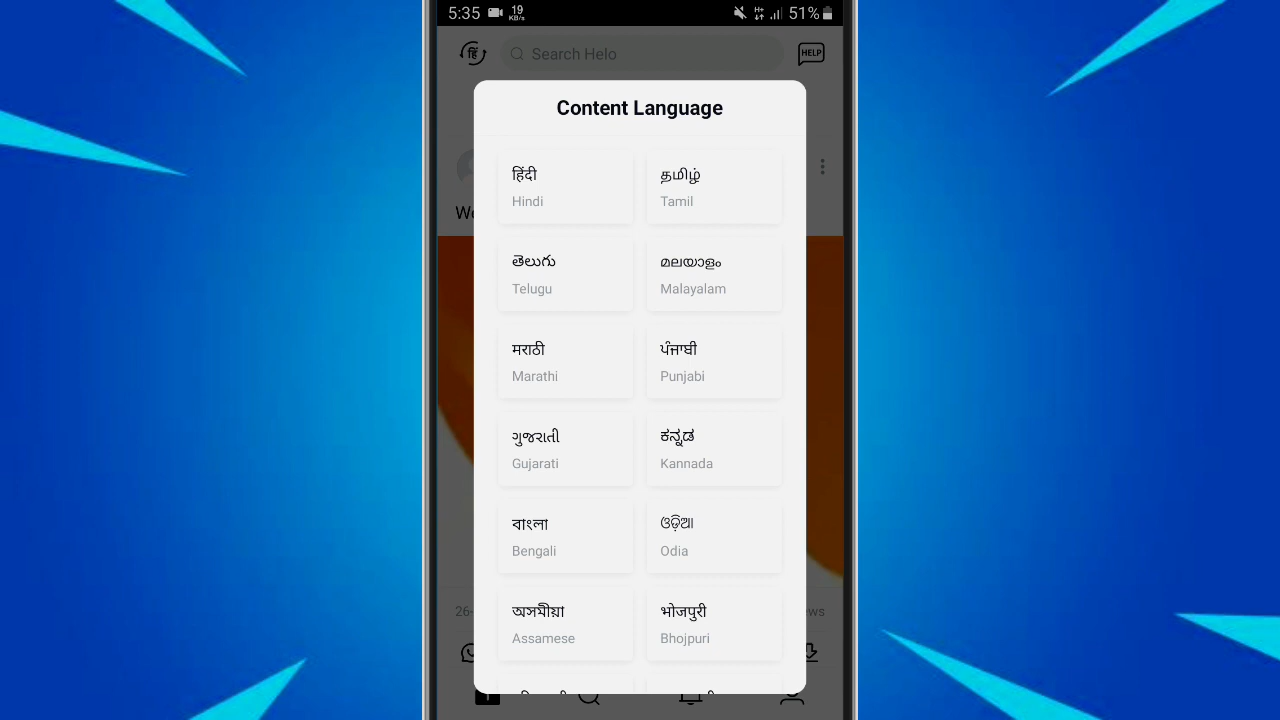 5:35 19 KB/s H+ 51%
हिं Search Helo HELP
Content Language
हिंदी
Hindi
தமிழ்
Tamil
తెలుగు
Telugu
മലയാളം
Malayalam
मराठी
Marathi
ਪੰਜਾਬੀ
Punjabi
ગુજરાતી
Gujarati
ಕನ್ನಡ
Kannada
বাংলা
Bengali
ଓଡ଼ିଆ
Odia
অসমীয়া
Assamese
भोजपुरी
Bhojpuri